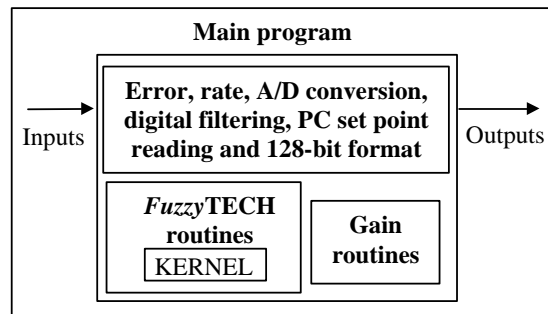 Main program
Error, rate, A/D conversion,
digital filtering, PC set point
reading and 128-bit format
Inputs
Outputs
FuzzyTECH
routines
KERNEL
Gain
routines